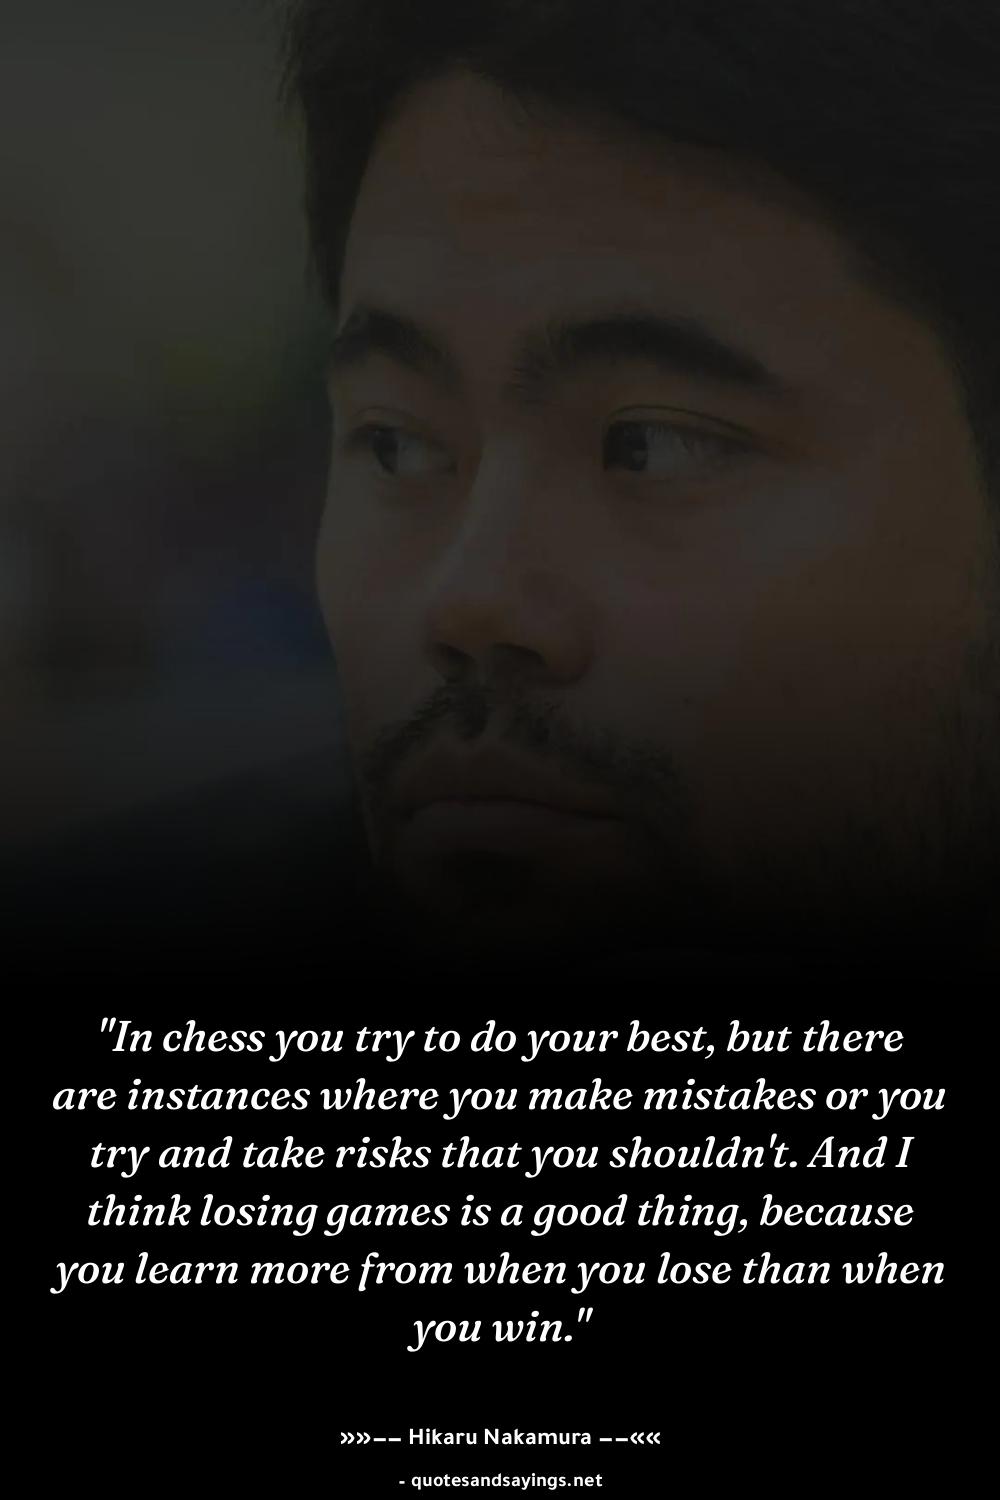 "In chess you try to do your best, but there
are instances where you make mistakes or you
try and take risks that you shouldn't. And I
think losing games is a good thing, because
you learn more from when you lose than when
you win."
»»−− Hikaru Nakamura −−««
- quotesandsayings.net